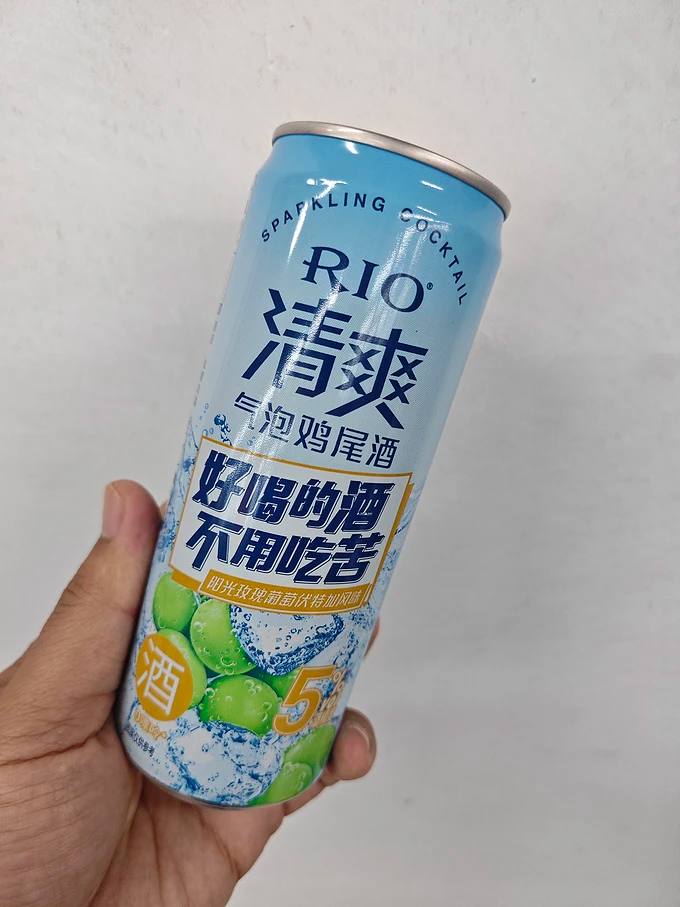 SPARKLING COCKTAIL
RIO®
清爽
气泡鸡尾酒
好喝的酒
不用吃苦
阳光玫瑰葡萄伏特加风味
酒
5%